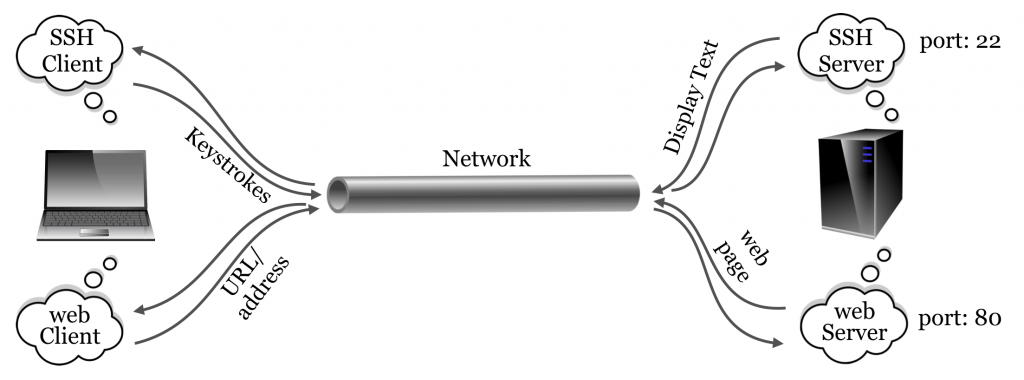 SSH
Client
Keystrokes
Network
Display Text
SSH
Server
port: 22
web
Client
URL/
address
web
page
web
Server
port: 80